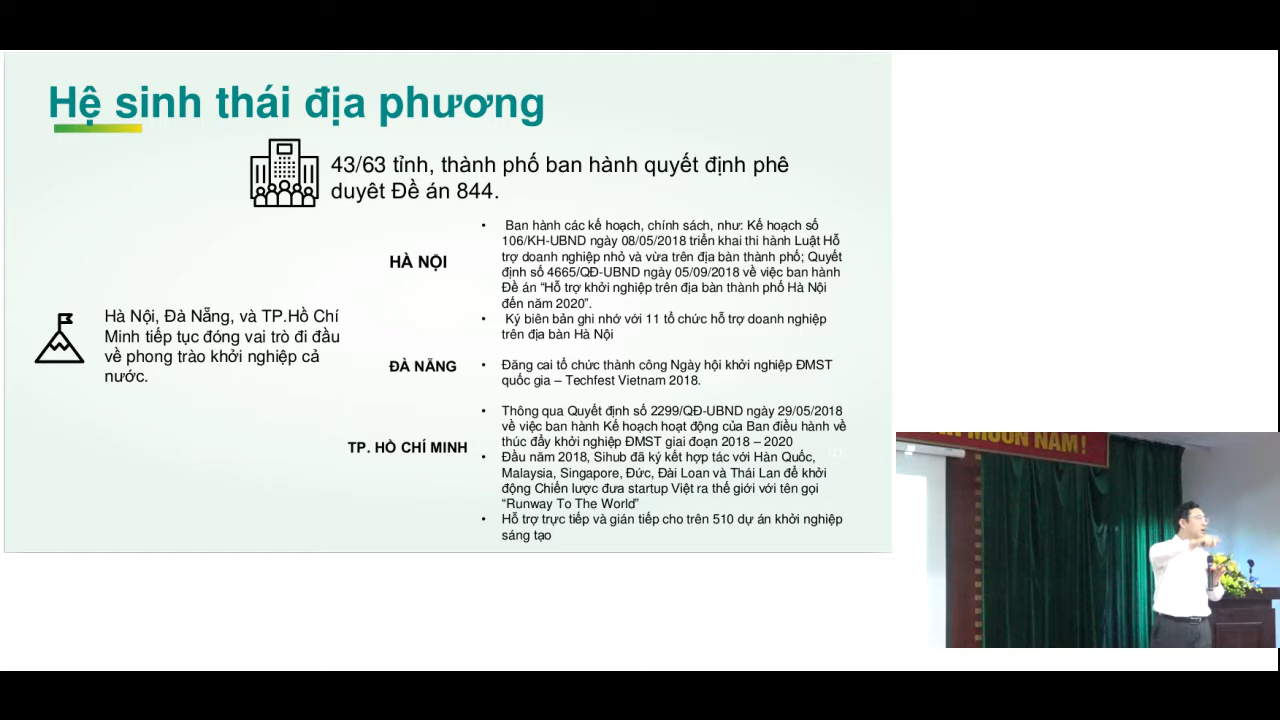 Hệ sinh thái địa phương
43/63 tỉnh, thành phố ban hành quyết định phê
duyêt Đề án 844.
Hà Nội, Đà Nẵng, và TP.Hồ Chí
Minh tiếp tục đóng vai trò đi đầu
về phong trào khởi nghiệp cả
nước.
HÀ NỘI
• Ban hành các kế hoạch, chính sách, như: Kế hoạch số
106/KH-UBND ngày 08/05/2018 triển khai thi hành Luật Hỗ
trợ doanh nghiệp nhỏ và vừa trên địa bàn thành phố; Quyết
định số 4665/QĐ-UBND ngày 05/09/2018 về việc ban hành
Đề án “Hỗ trợ khởi nghiệp trên địa bàn thành phố Hà Nội
đến năm 2020”.
• Ký biên bản ghi nhớ với 11 tổ chức hỗ trợ doanh nghiệp
trên địa bàn Hà Nội
ĐÀ NẴNG
• Đăng cai tổ chức thành công Ngày hội khởi nghiệp ĐMST
quốc gia – Techfest Vietnam 2018.
TP. HỒ CHÍ MINH
• Thông qua Quyết định số 2299/QĐ-UBND ngày 29/05/2018
về việc ban hành Kế hoạch hoạt động của Ban điều hành về
thúc đẩy khởi nghiệp ĐMST giai đoạn 2018 – 2020
• Đầu năm 2018, Sihub đã ký kết hợp tác với Hàn Quốc,
Malaysia, Singapore, Đức, Đài Loan và Thái Lan để khởi
động Chiến lược đưa startup Việt ra thế giới với tên gọi
“Runway To The World”
• Hỗ trợ trực tiếp và gián tiếp cho trên 510 dự án khởi nghiệp
sáng tạo
MUÔN NĂM!